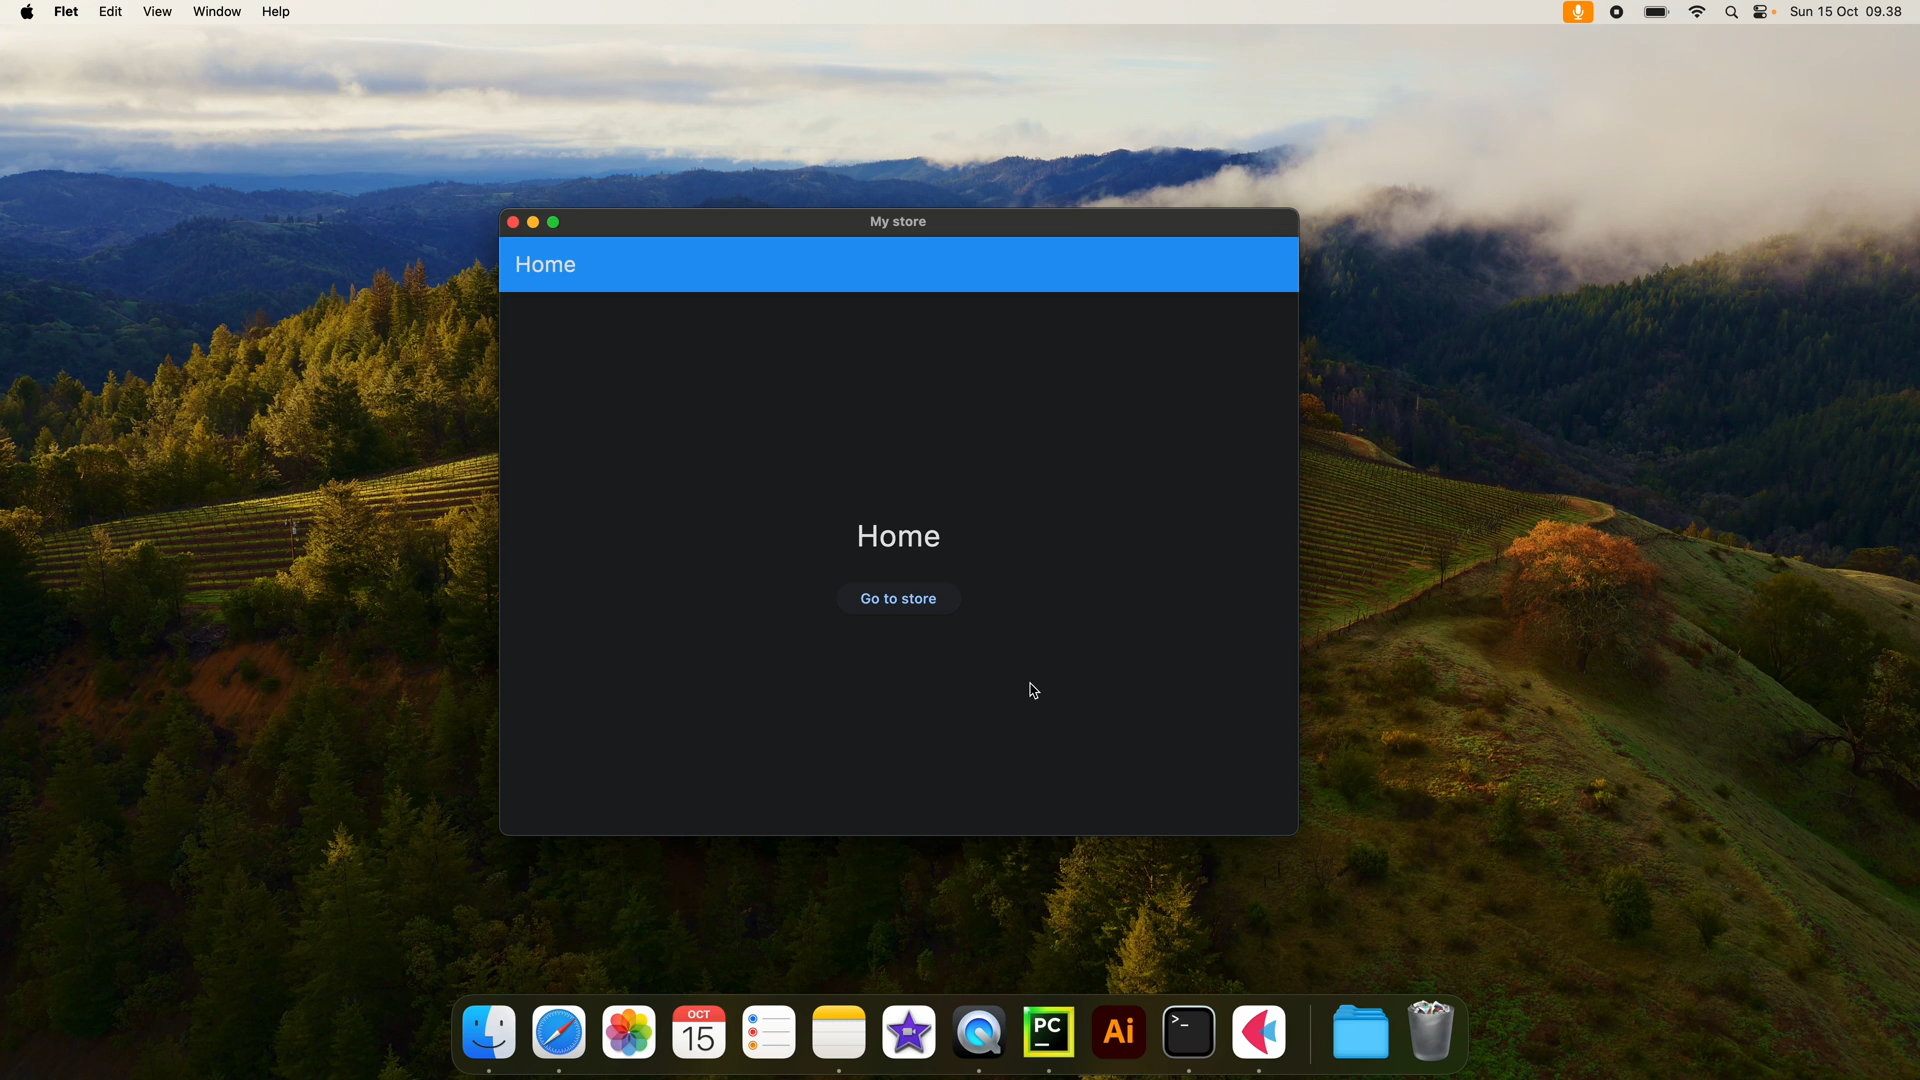 Flet Edit View Window Help
Sun 15 Oct 09.38
My store
Home
Home
Go to store
OCT
15
PC
Ai
>_